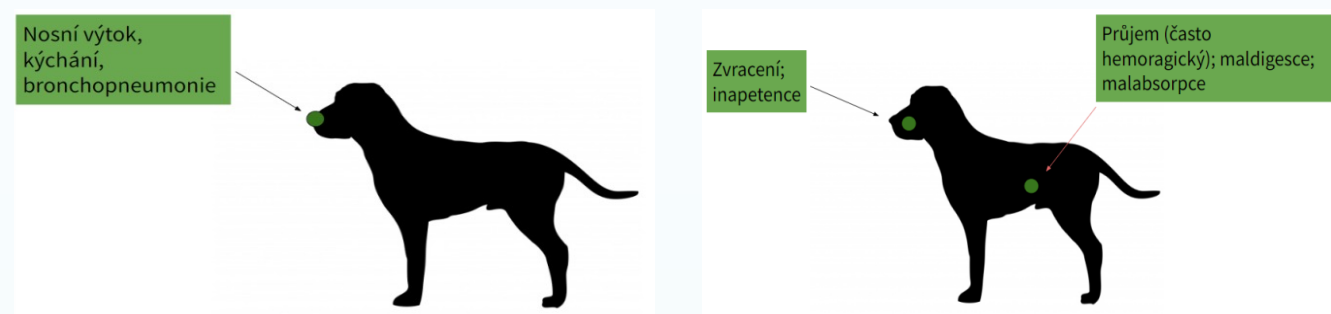 Nosní výtok,
kýchání,
bronchopneumonie
Zvracení;
inapetence
Průjem (často
hemoragický); maldigesce;
malabsorpce